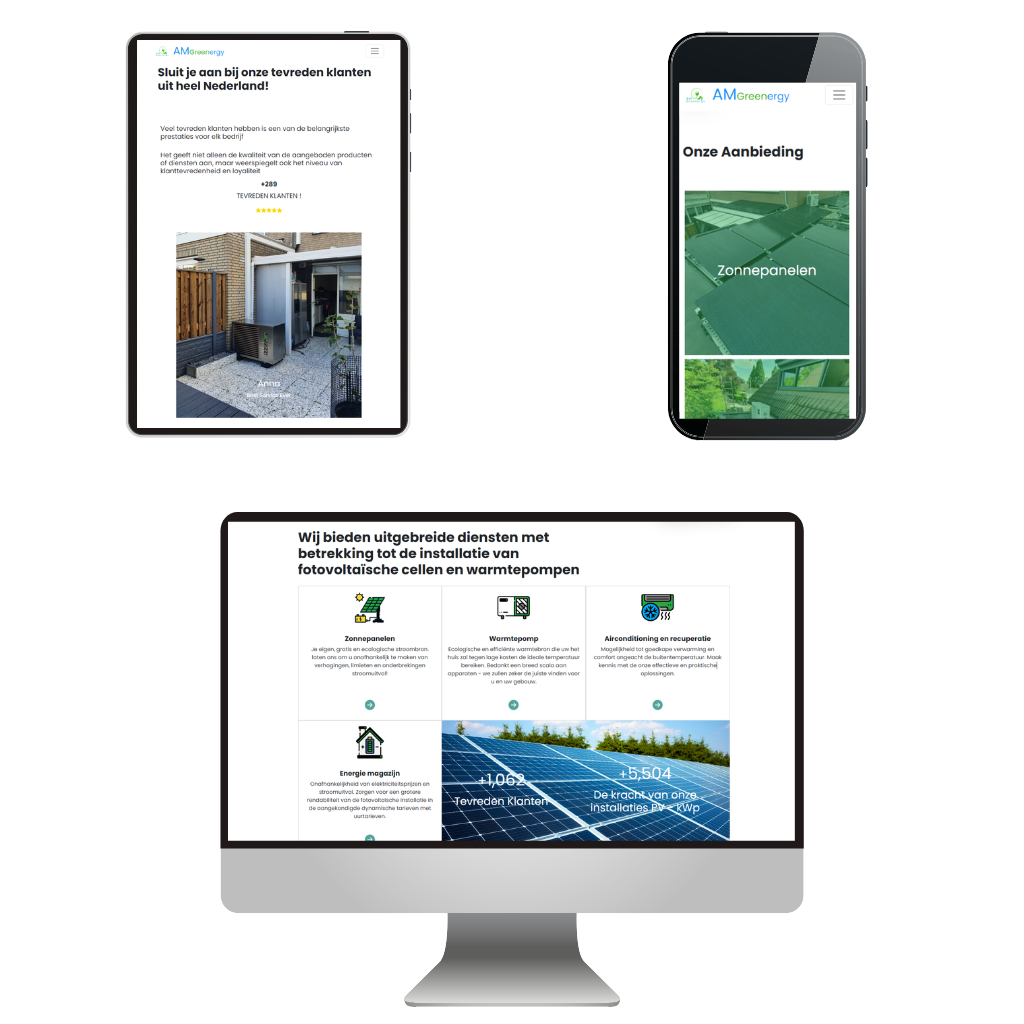 AMGreenergy
Sluit je aan bij onze tevreden klanten
uit heel Nederland!
Veel tevreden klanten hebben is een van de belangrijkste
prestaties voor elk bedrijf
Het geeft niet alleen de kwaliteit van de aangeboden producten
of diensten aan, maar weerspiegelt ook het niveau van
klanttevredenheid en loyaliteit
+289
TEVREDEN KLANTEN !
Anna
AMGreenergy
Onze Aanbieding
Zonnepanelen
Wij bieden uitgebreide diensten met
betrekking tot de installatie van
fotovoltaïsche cellen en warmtepompen
Zonnepanelen
Je eigen, gratis en ecologische stroombron.
laten ons om u onafhankelijk te maken van
verhogingen, limieten en onderbrekingen
stroomuitval!
Warmtepomp
Ecologische en efficiënte warmtebron die uw het
huis zal tegen lage kosten de ideale temperatuur
bereiken. Bedankt een breed scala aan
apparaten – we zullen zeker de juiste vinden voor
u en uw gebouw.
Airconditioning en recuperatie
Mogelijkheid tot goedkope verwarming en
comfort ongeacht de buitentemperatuur. Maak
kennis met de onze effectieve en praktische
oplossingen.
Energie magazijn
Onafhankelijkheid van elektriciteitsprijzen en
stroomuitval. Zorgen voor een grotere
rendabiliteit van de fotovoltaïsche installatie in
de aangekondigde dynamische tarieven met
uurtarieven.
+1,062
Tevreden Klanten
+5,504
De kracht van onze
installaties PV - kWp